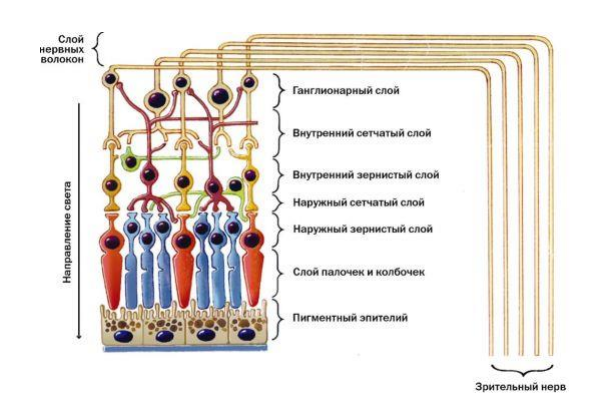 Слой
нервных
волокон
Ганглионарный слой
Внутренний сетчатый слой
Внутренний зернистый слой
Наружный сетчатый слой
Наружный зернистый слой
Слой палочек и колбочек
Пигментный эпителий
Направление света
Зрительный нерв